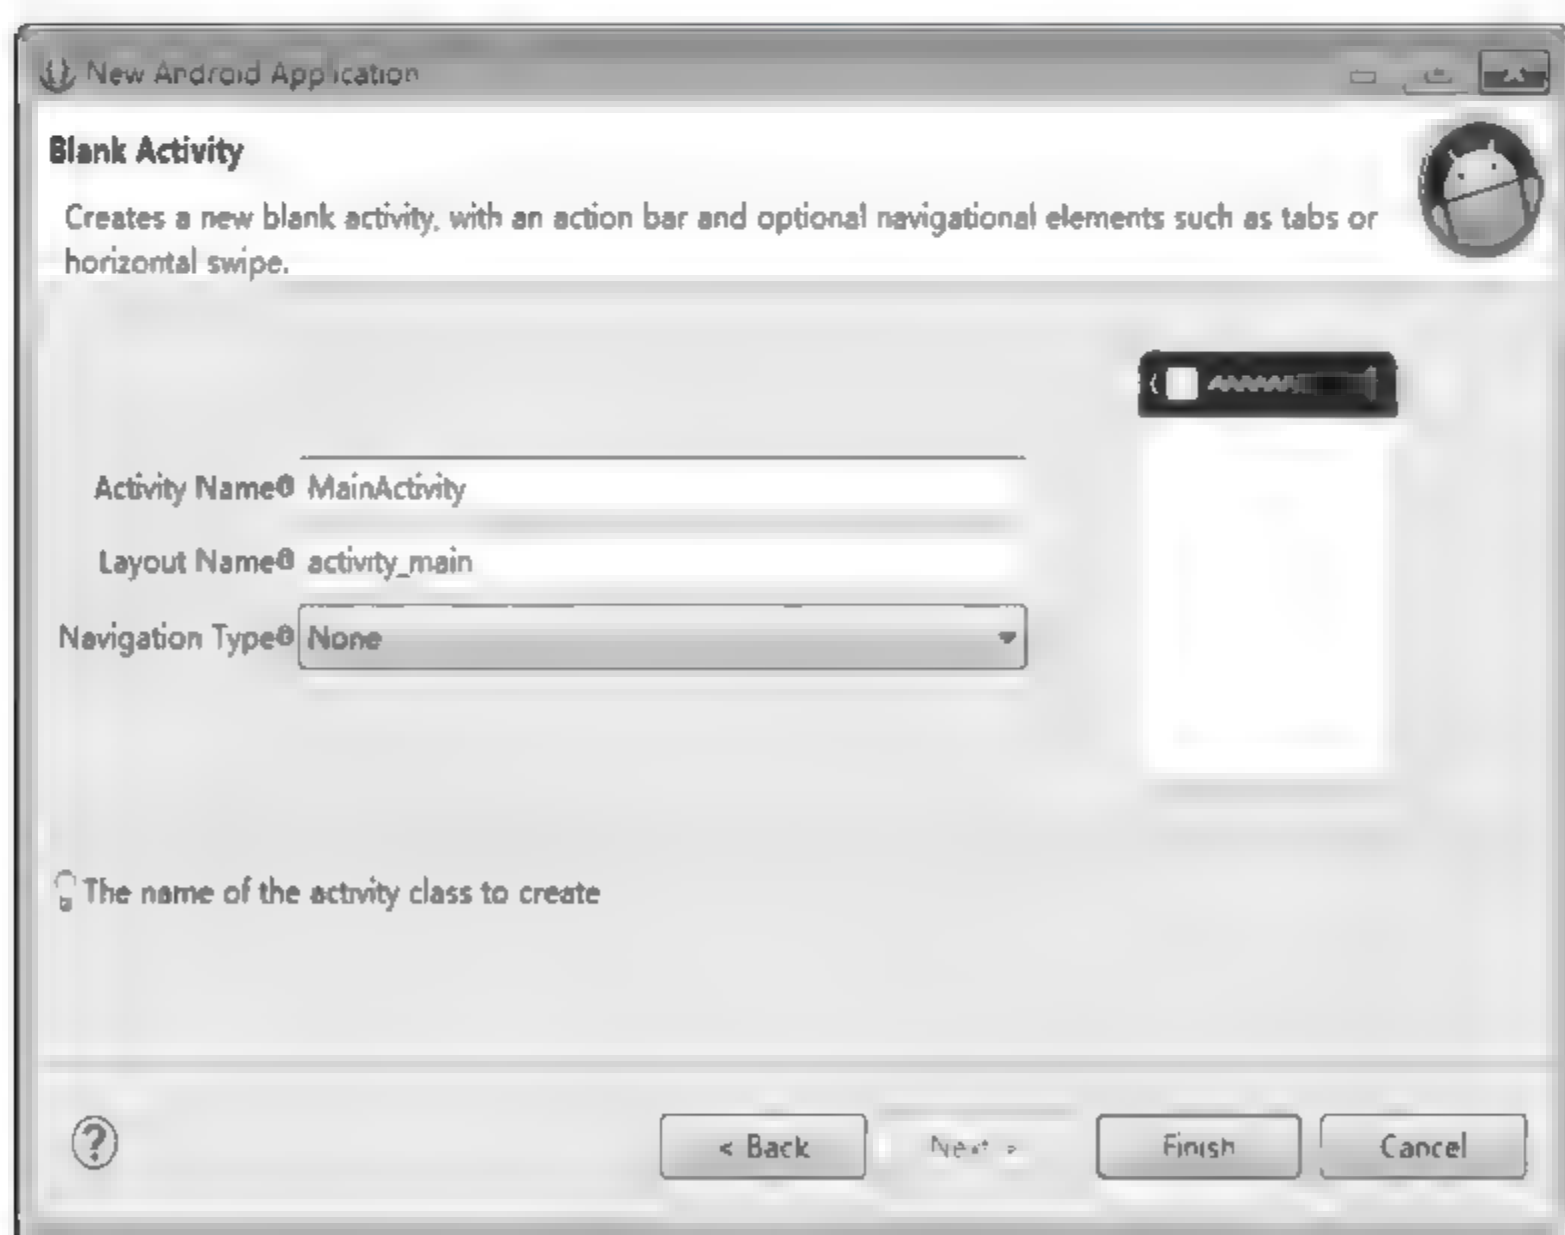 New Android Application
Blank Activity
Creates a new blank activity, with an action bar and optional navigational elements such as tabs or
horizontal swipe.
Activity Name MainActivity
Layout Name activity_main
Navigation Type None
The name of the activity class to create
? < Back Next > Finish Cancel